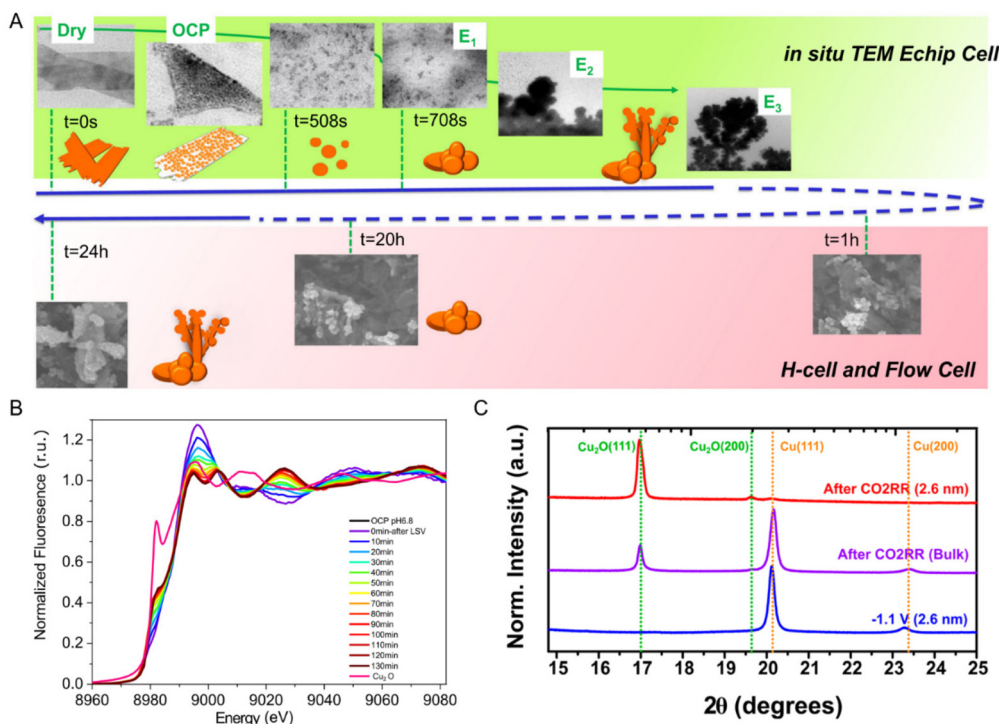 A
Dry
OCP
E₁
E₂
E₃
in situ TEM Echip Cell
t=0s
t=508s
t=708s
t=24h
t=20h
t=1h
H-cell and Flow Cell
B
Normalized Fluorescence (r.u.)
1.2
1.0
0.8
0.6
0.4
0.2
0.0
OCP pH6.8
0min-after LSV
10min
20min
30min
40min
50min
60min
70min
80min
90min
100min
110min
120min
130min
Cu₂ O
8960 8980 9000 9020 9040 9060 9080
Energy (eV)
C
Norm. Intensity (a.u.)
Cu₂O(111)
Cu₂O(200)
Cu(111)
Cu(200)
After CO2RR (2.6 nm)
After CO2RR (Bulk)
-1.1 V (2.6 nm)
15 16 17 18 19 20 21 22 23 24 25
2θ (degrees)